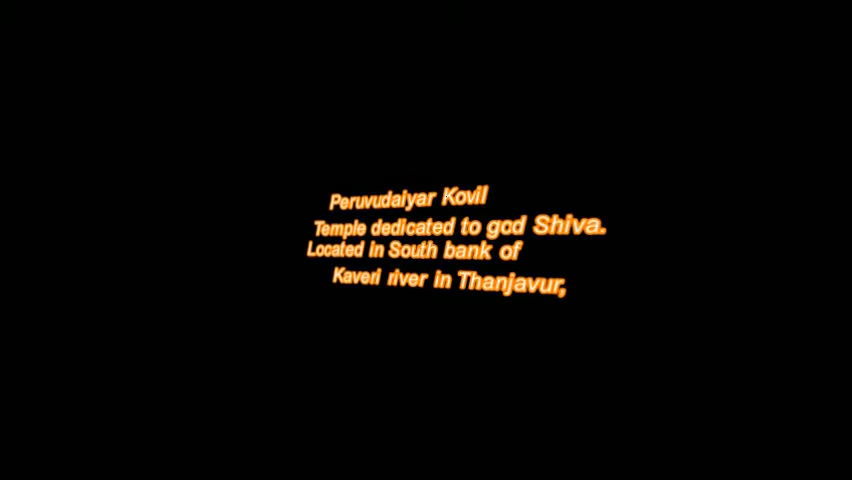 Peruvudaiyar Kovil
Temple dedicated to god Shiva.
Located in South bank of
Kaveri river in Thanjavur,